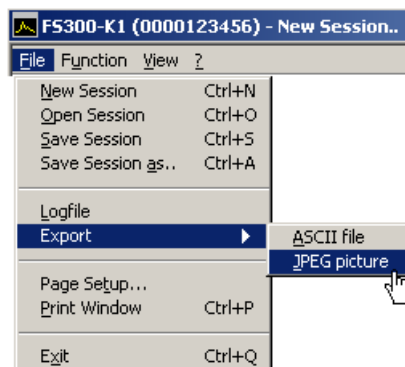 FS300-K1 (0000123456) - New Session..
File Function View ?
New Session Ctrl+N
Open Session Ctrl+O
Save Session Ctrl+S
Save Session as.. Ctrl+A
Logfile
Export
ASCII file
JPEG picture
Page Setup...
Print Window Ctrl+P
Exit Ctrl+Q